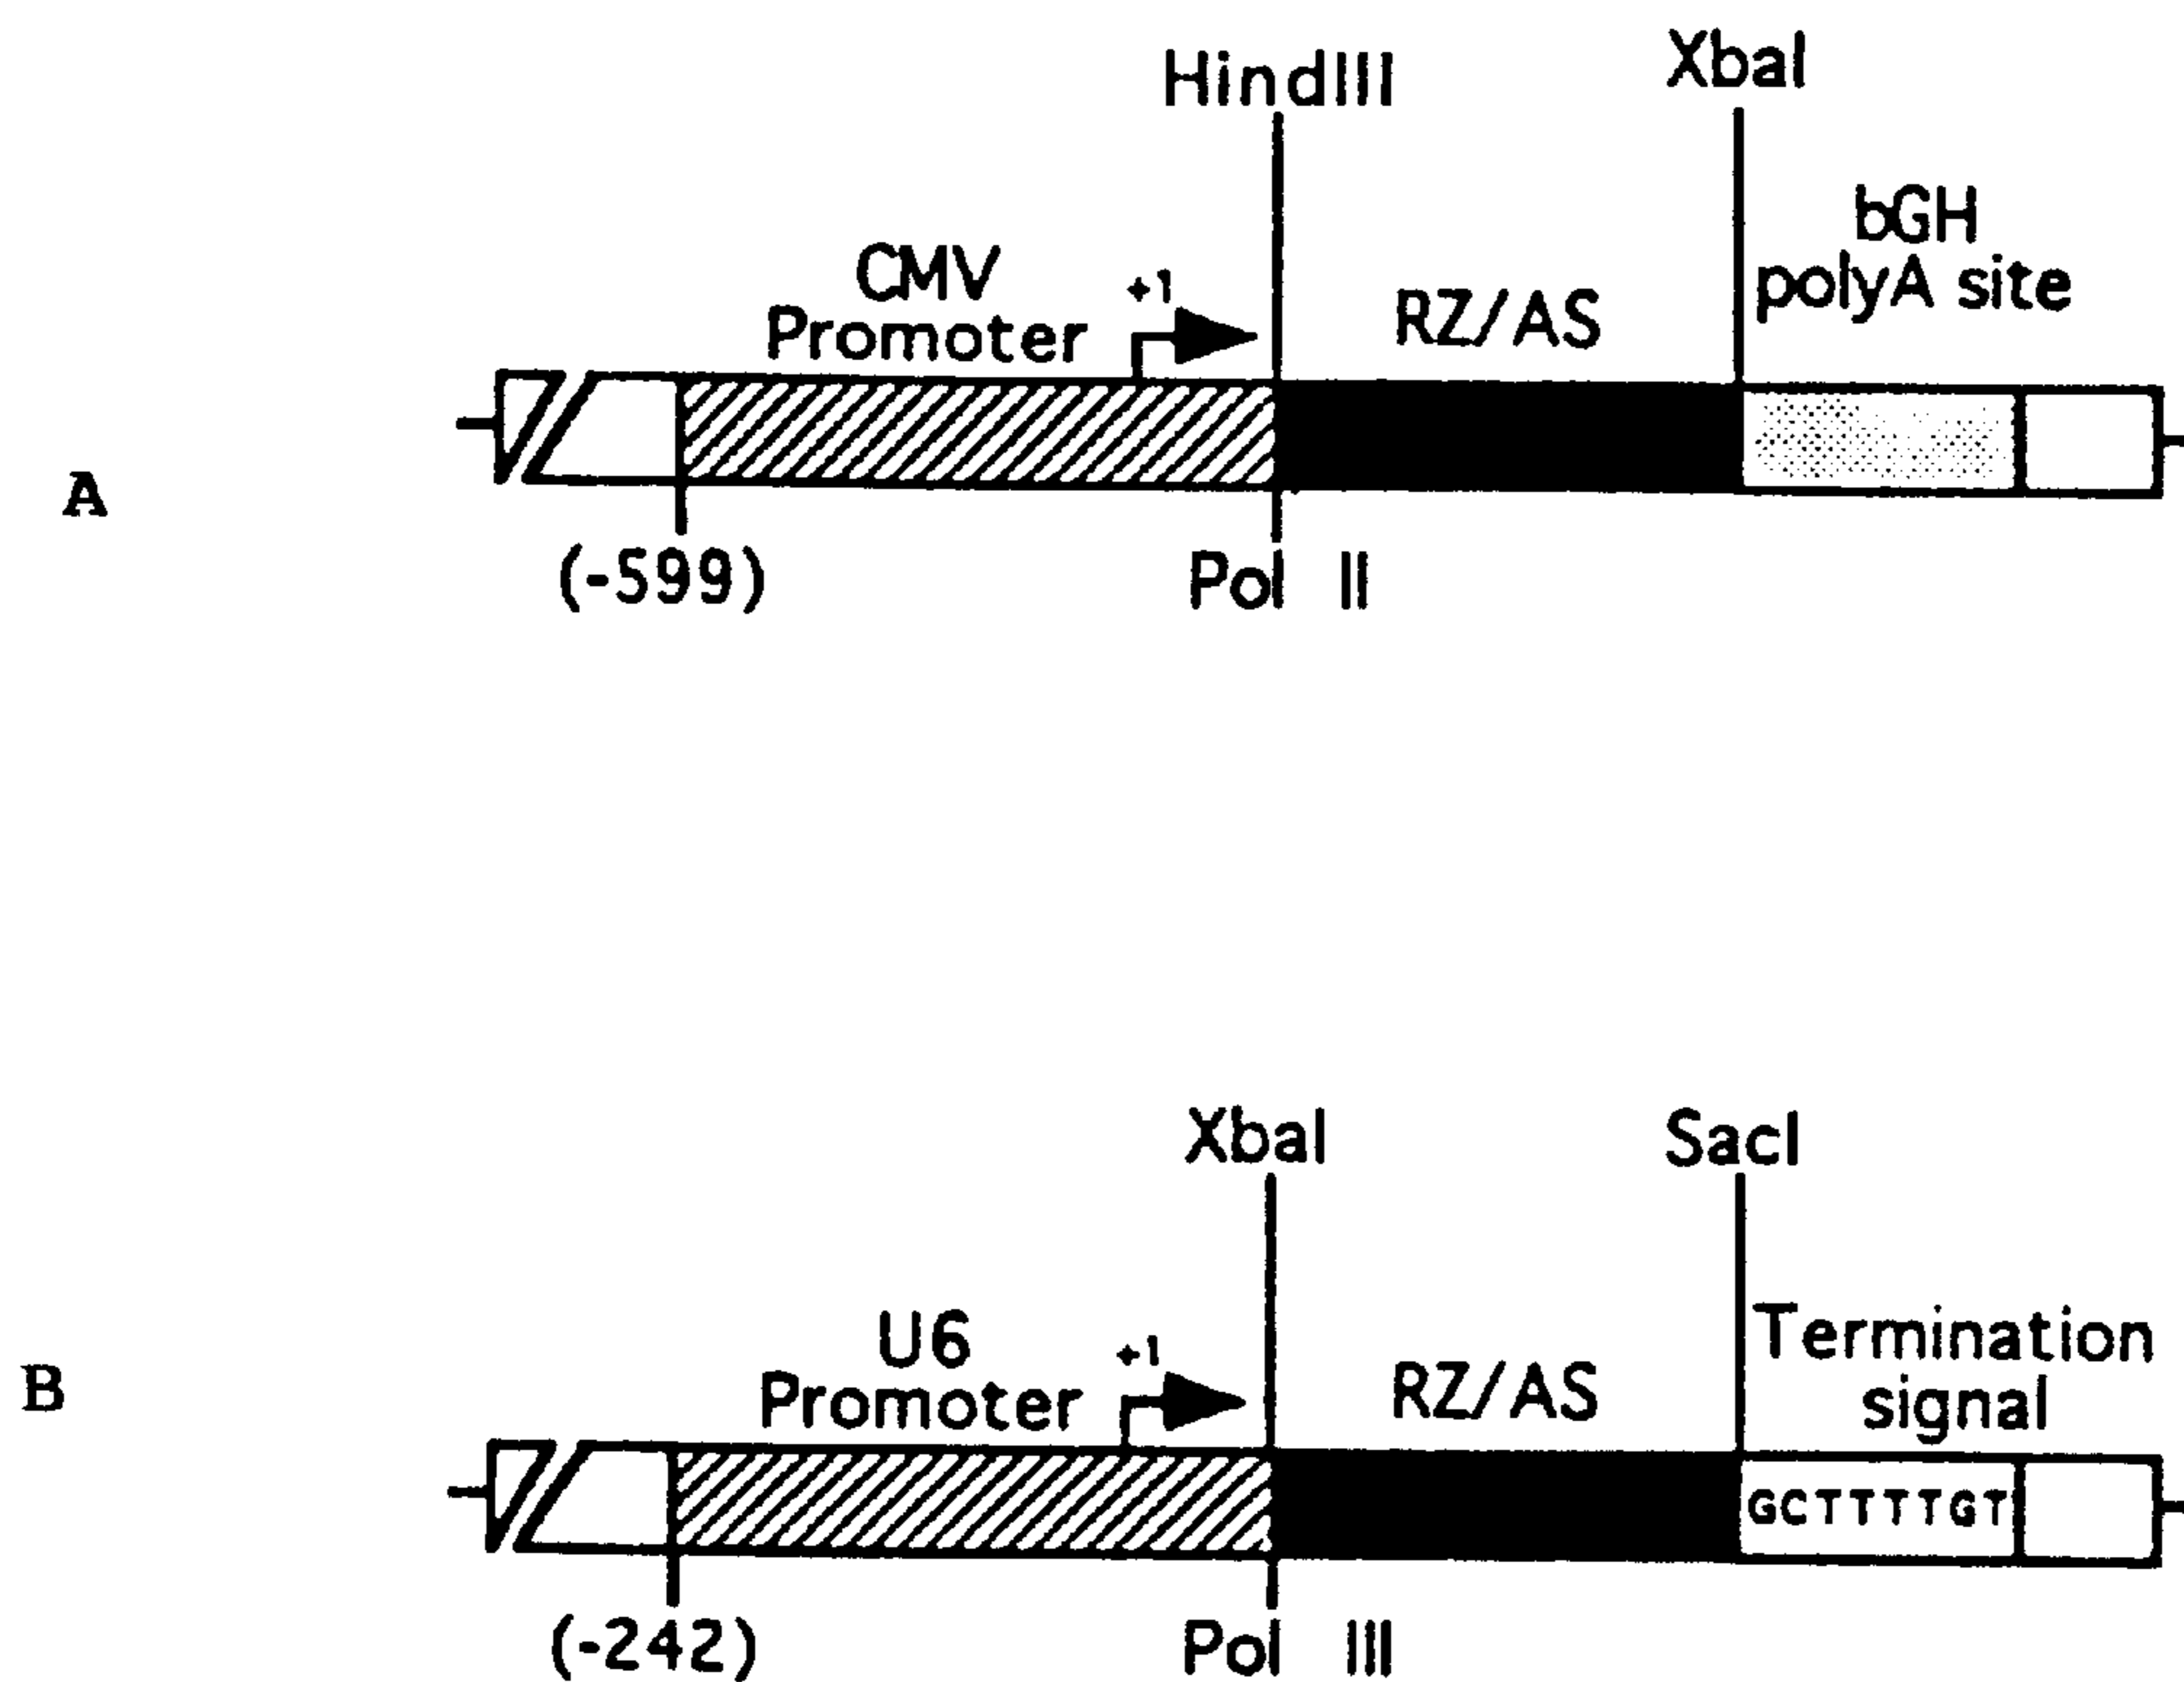 HindIII
XbaI
bGH
polyA site
CMV
Promoter
+1
RZ/AS
A
(-599)
Pol II
XbaI
SacI
U6
Promoter
+1
RZ/AS
Termination
signal
B
GCTTTTGT
(-242)
Pol III